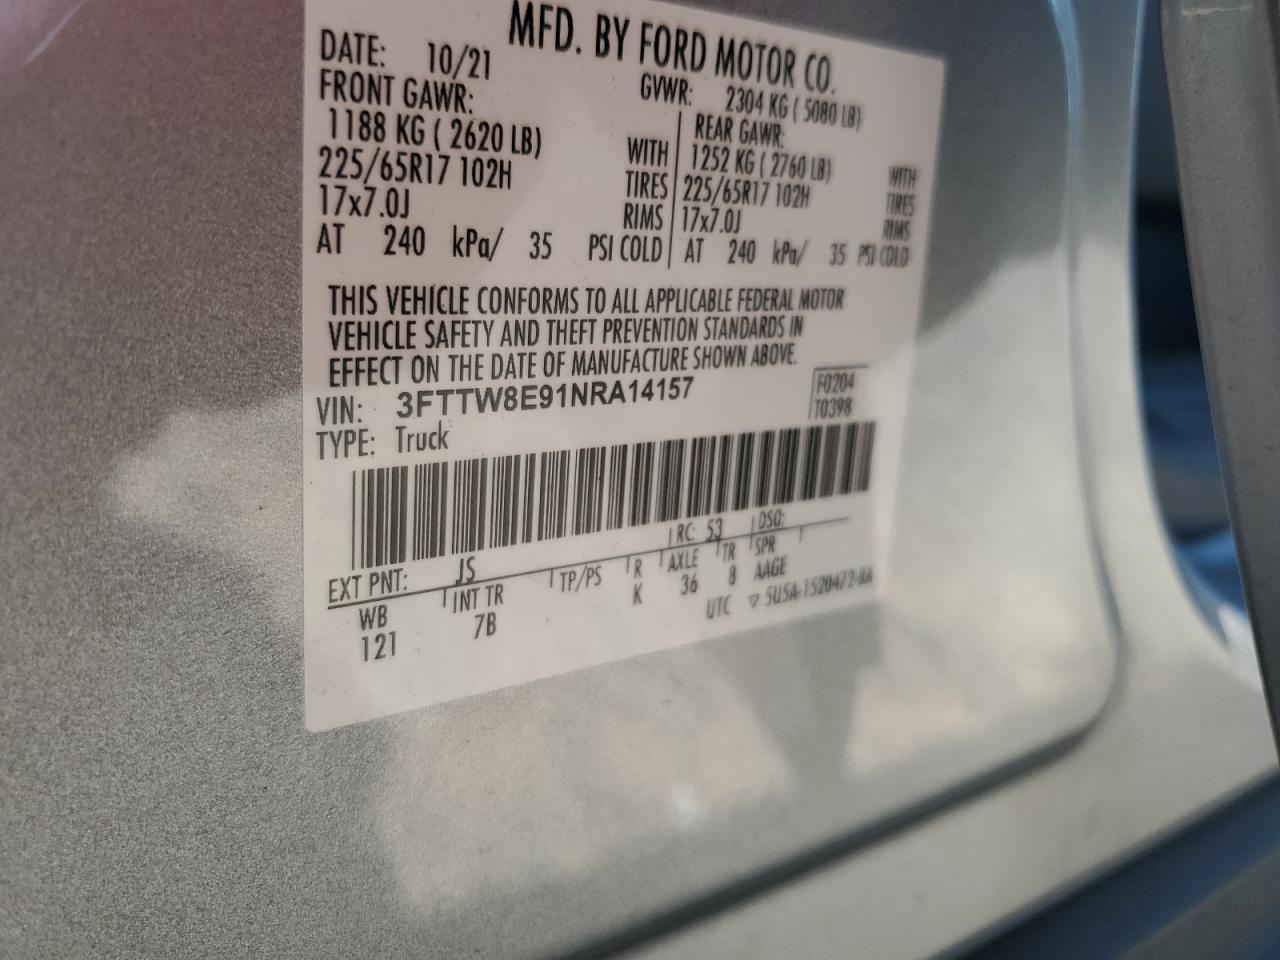 MFD. BY FORD MOTOR CO.
DATE: 10/21 GVWR: 2304 KG ( 5080 LB)
FRONT GAWR: REAR GAWR:
1188 KG ( 2620 LB) WITH 1252 KG ( 2760 LB) WITH
225/65R17 102H TIRES 225/65R17 102H TIRES
17x7.0J RIMS 17x7.0J RIMS
AT 240 kPa/ 35 PSI COLD AT 240 kPa/ 35 PSI COLD
THIS VEHICLE CONFORMS TO ALL APPLICABLE FEDERAL MOTOR
VEHICLE SAFETY AND THEFT PREVENTION STANDARDS IN
EFFECT ON THE DATE OF MANUFACTURE SHOWN ABOVE.
VIN: 3FTTW8E91NRA14157 F0204
TYPE: Truck T0398
EXT PNT: JS RC: 53 DSO:
WB INT TR TP/PS R AXLE TR SPR
121 7B K 36 8 AAGE
UTC ▽ 5U5A-1520472-BA